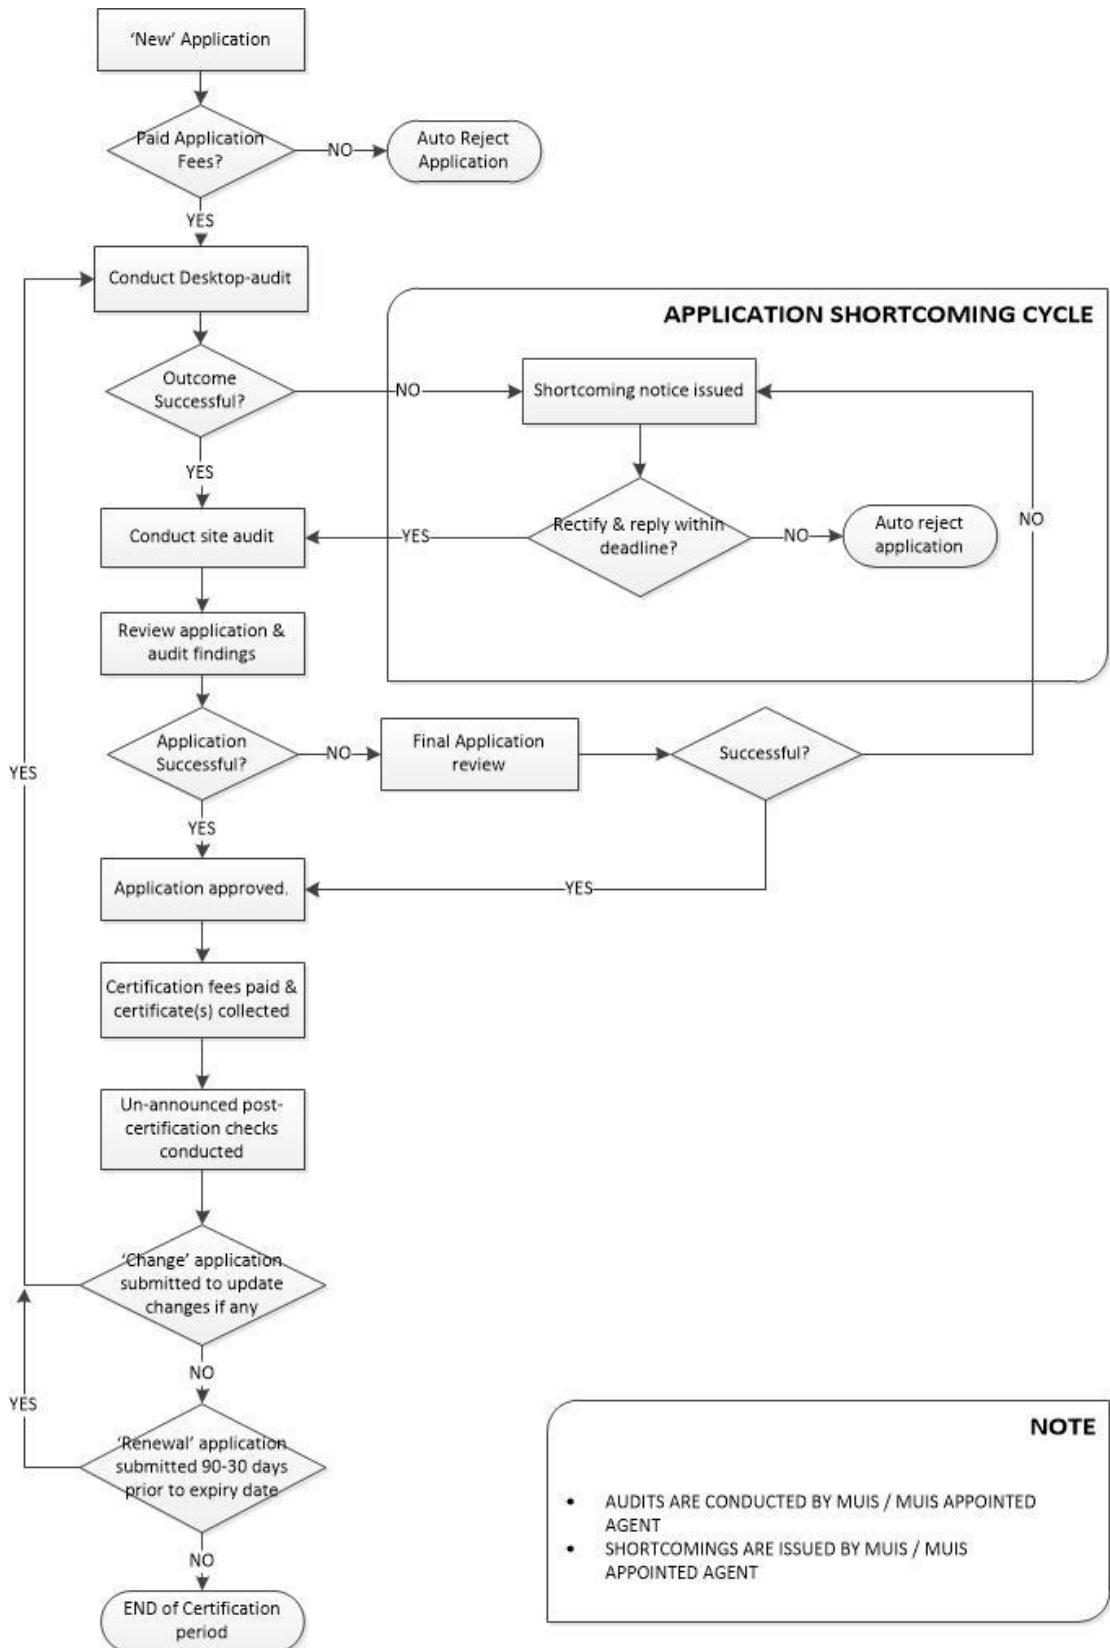 ‘New’ Application
Paid Application
Fees?
NO
Auto Reject
Application
YES
Conduct Desktop-audit
APPLICATION SHORTCOMING CYCLE
Outcome
Successful?
NO
Shortcoming notice issued
YES
Conduct site audit
YES
Rectify & reply within
deadline?
NO
Auto reject
application
NO
Review application &
audit findings
Application
Successful?
NO
Final Application
review
Successful?
YES
YES
Application approved.
YES
Certification fees paid &
certificate(s) collected
Un-announced post-
certification checks
conducted
‘Change’ application
submitted to update
changes if any
NO
YES
‘Renewal’ application
submitted 90-30 days
prior to expiry date
NO
END of Certification
period
NOTE
• AUDITS ARE CONDUCTED BY MUIS / MUIS APPOINTED
AGENT
• SHORTCOMINGS ARE ISSUED BY MUIS / MUIS
APPOINTED AGENT